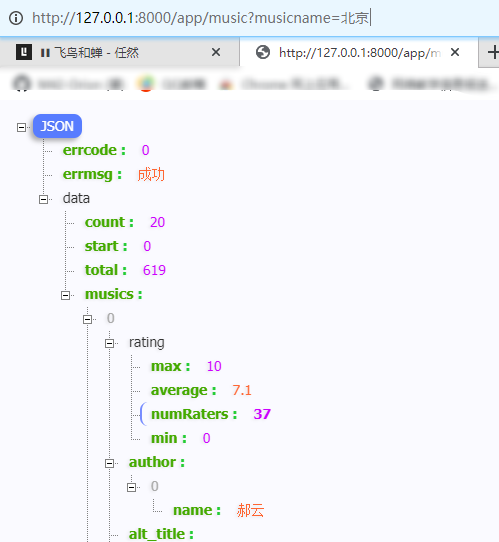 http://127.0.0.1:8000/app/music?musicname=北京
飞鸟和蝉 - 任然
http://127.0.0.1:8000/app/m
JSON
errcode : 0
errmsg : 成功
data
count : 20
start : 0
total : 619
musics :
0
rating
max : 10
average : 7.1
numRaters : 37
min : 0
author :
0
name : 郝云
alt_title :